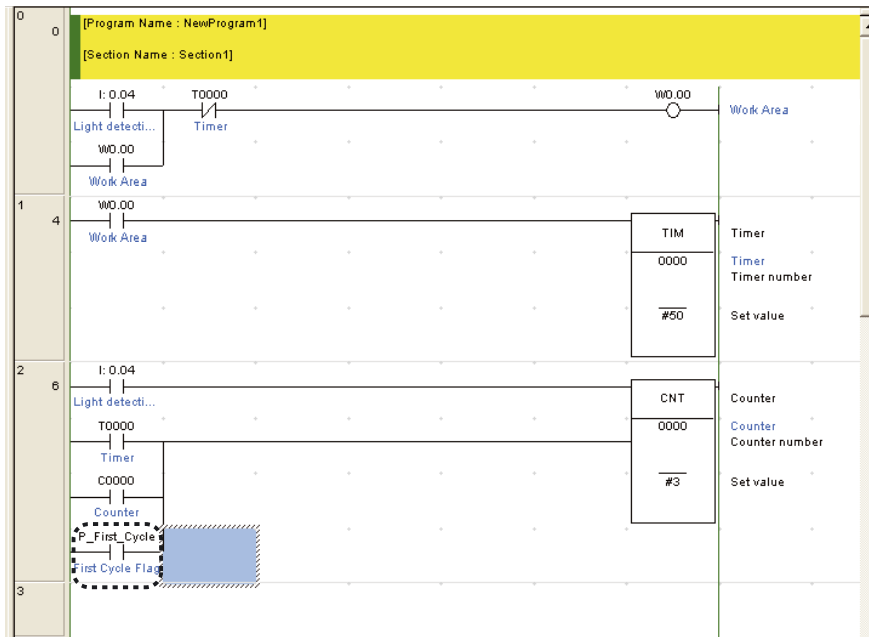 0
0
[Program Name : NewProgram1]
[Section Name : Section1]
I: 0.04 T0000 W0.00
Work Area
Light detecti... Timer
W0.00
Work Area
1
W0.00
4
TIM Timer
Work Area
0000 Timer
Timer number
#50 Set value
2
I: 0.04
6
CNT Counter
Light detecti...
T0000 0000 Counter
Counter number
Timer
C0000 #3 Set value
Counter
P_First_Cycle
First Cycle Flag
3